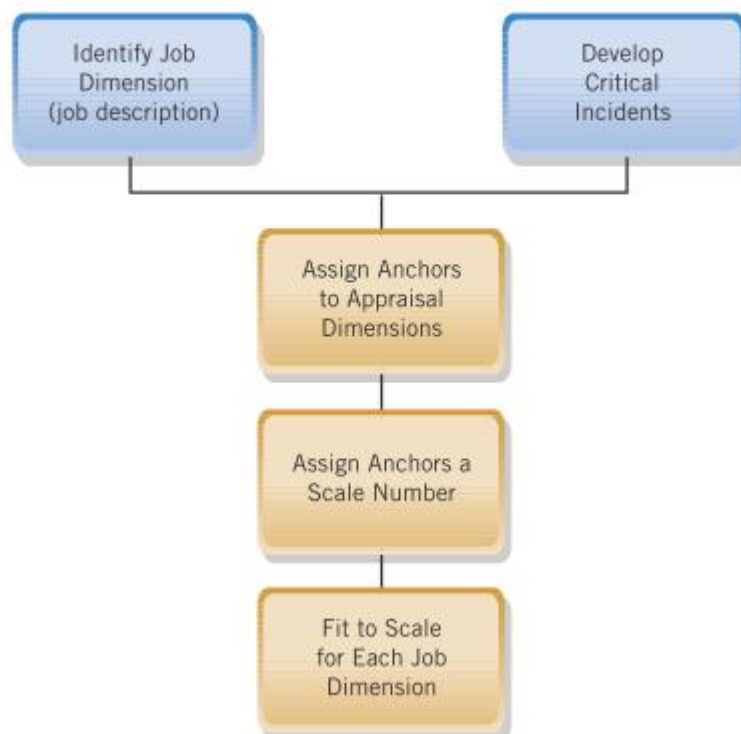 Identify Job
Dimension
(job description)
Develop
Critical
Incidents
Assign Anchors
to Appraisal
Dimensions
Assign Anchors a
Scale Number
Fit to Scale
for Each Job
Dimension